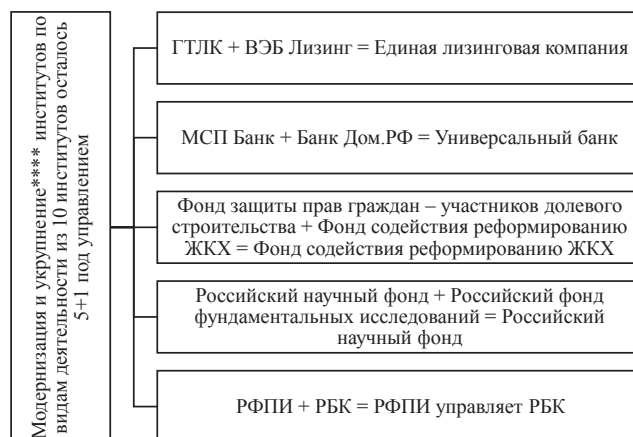 Модернизация и укрупнение**** институтов по
видам деятельности из 10 институтов осталось
5+1 под управлением
ГТЛК + ВЭБ Лизинг = Единая лизинговая компания
МСП Банк + Банк Дом.РФ = Универсальный банк
Фонд защиты прав граждан – участников долевого
строительства + Фонд содействия реформированию
ЖКХ = Фонд содействия реформированию ЖКХ
Российский научный фонд + Российский фонд
фундаментальных исследований = Российский
научный фонд
РФПИ + РБК = РФПИ управляет РБК